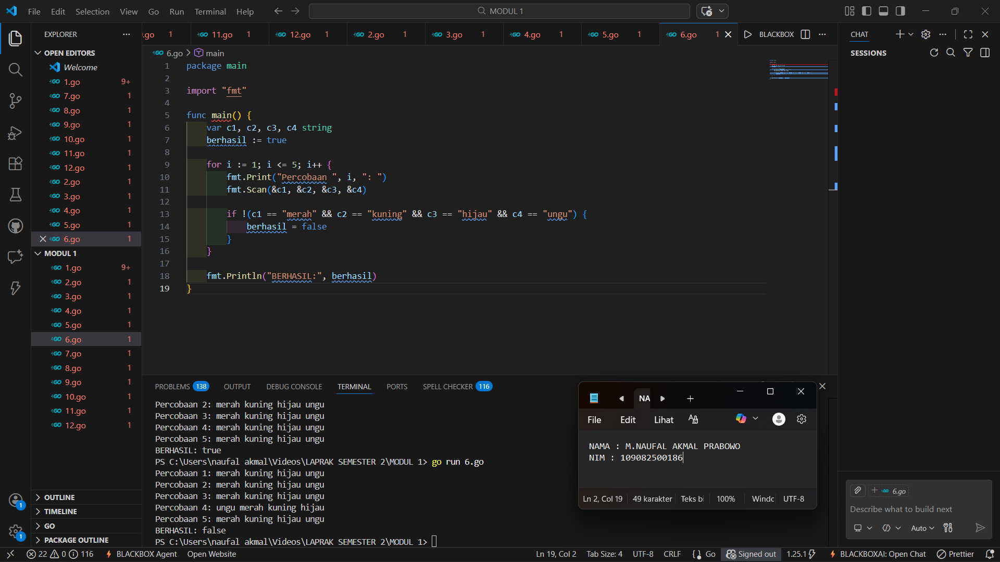 File Edit Selection View Go Run Terminal Help
MODUL 1
EXPLORER
OPEN EDITORS
Welcome
1.go 9+
7.go 1
8.go 1
9.go 1
10.go 1
11.go 1
12.go 1
2.go 1
3.go 1
4.go 1
5.go 1
6.go 1
MODUL 1
1.go 9+
2.go 1
3.go 1
4.go 1
5.go 1
6.go 1
7.go 1
8.go 1
9.go 1
10.go 1
11.go 1
12.go 1
OUTLINE
TIMELINE
GO
PACKAGE OUTLINE
.go 1 11.go 1 12.go 1 2.go 1 3.go 1 4.go 1 5.go 1 6.go 1 BLACKBOX
6.go > main
1 package main
2
3 import "fmt"
4
5 func main() {
6 var c1, c2, c3, c4 string
7 berhasil := true
8
9 for i := 1; i <= 5; i++ {
10 fmt.Print("Percobaan ", i, ": ")
11 fmt.Scan(&c1, &c2, &c3, &c4)
12
13 if !(c1 == "merah" && c2 == "kuning" && c3 == "hijau" && c4 == "ungu") {
14 berhasil = false
15 }
16 }
17
18 fmt.Println("BERHASIL:", berhasil)
19 }
PROBLEMS 138 OUTPUT DEBUG CONSOLE TERMINAL PORTS SPELL CHECKER 116
Percobaan 2: merah kuning hijau ungu
Percobaan 3: merah kuning hijau ungu
Percobaan 4: merah kuning hijau ungu
Percobaan 5: merah kuning hijau ungu
BERHASIL: true
PS C:\Users\naufal akmal\Videos\LAPRAK SEMESTER 2\MODUL 1> go run 6.go
Percobaan 1: merah kuning hijau ungu
Percobaan 2: merah kuning hijau ungu
Percobaan 3: merah kuning hijau ungu
Percobaan 4: ungu merah kuning hijau
Percobaan 5: merah kuning hijau ungu
BERHASIL: false
PS C:\Users\naufal akmal\Videos\LAPRAK SEMESTER 2\MODUL 1>
NA
File Edit Lihat
NAMA : M.NAUFAL AKMAL PRABOWO
NIM : 109082500186
Ln 2, Col 19 49 karakter Teks bi 100% Windc UTF-8
CHAT
SESSIONS
6.go
Describe what to build next
Auto
1
1
22 0 116 BLACKBOX Agent Open Website Ln 19, Col 2 Tab Size: 4 UTF-8 CRLF Go Signed out 1.25.1 BLACKBOXAI: Open Chat Prettier